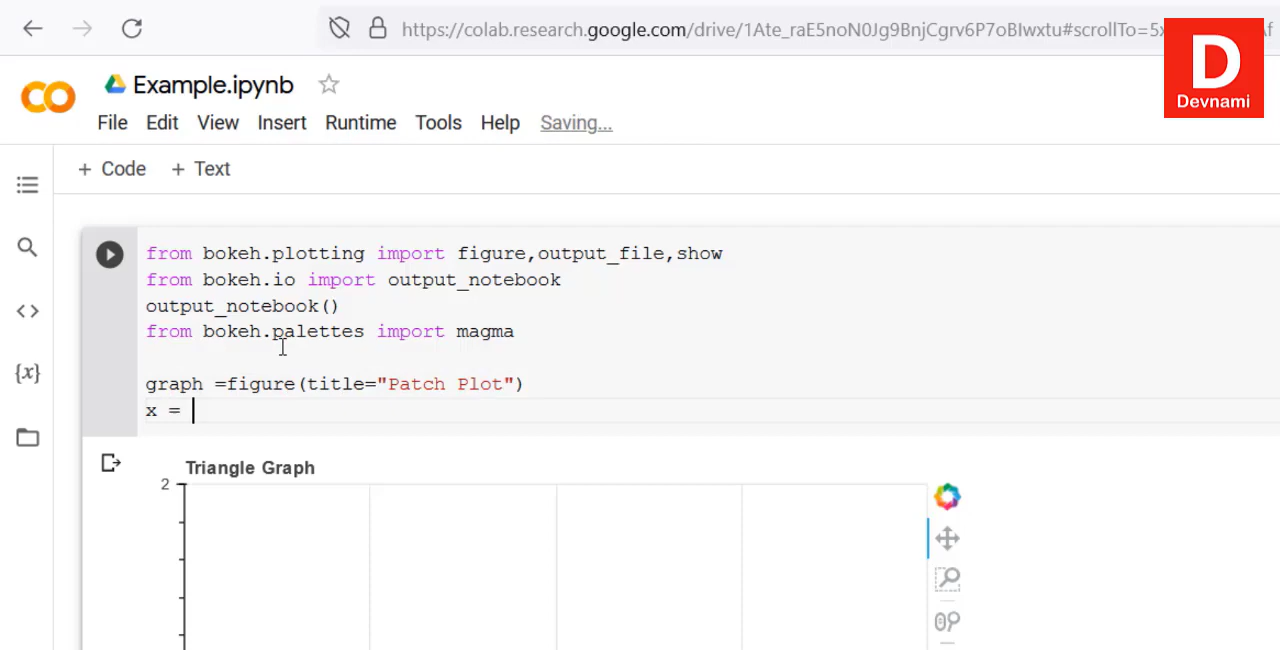 https://colab.research.google.com/drive/1Ate_raE5noN0Jg9BnjCgrv6P7oBIwxtu#scrollTo=5
D
Devnami
CO
Example.ipynb
File Edit View Insert Runtime Tools Help Saving...
+ Code + Text
from bokeh.plotting import figure,output_file,show
from bokeh.io import output_notebook
output_notebook()
from bokeh.palettes import magma
graph =figure(title="Patch Plot")
x =
Triangle Graph
2